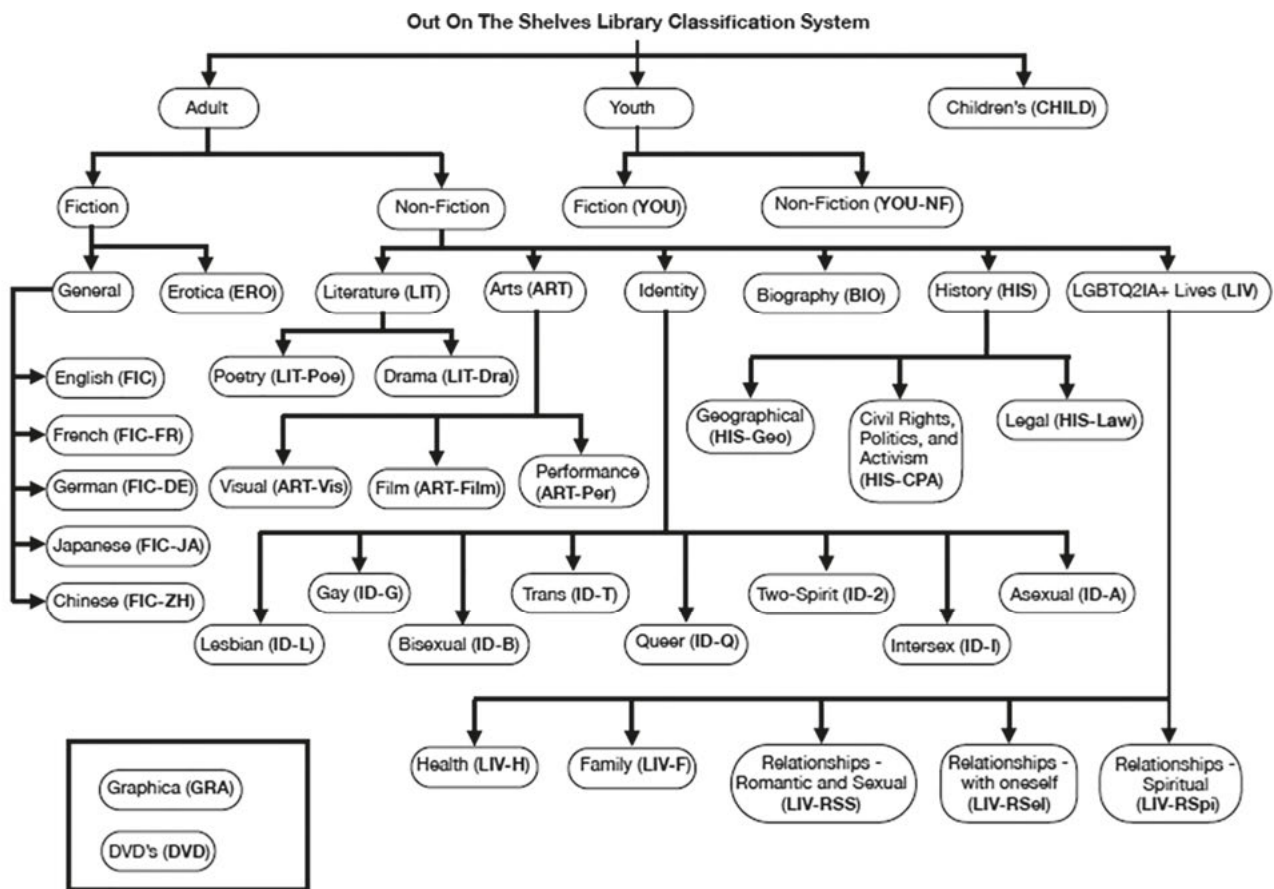 Out On The Shelves Library Classification System
Adult
Youth
Children's (CHILD)
Fiction
Non-Fiction
Fiction (YOU)
Non-Fiction (YOU-NF)
General
Erotica (ERO)
Literature (LIT)
Arts (ART)
Identity
Biography (BIO)
History (HIS)
LGBTQ2IA+ Lives (LIV)
English (FIC)
French (FIC-FR)
German (FIC-DE)
Japanese (FIC-JA)
Chinese (FIC-ZH)
Poetry (LIT-Poe)
Drama (LIT-Dra)
Visual (ART-Vis)
Film (ART-Film)
Performance
(ART-Per)
Geographical
(HIS-Geo)
Civil Rights,
Politics, and
Activism
(HIS-CPA)
Legal (HIS-Law)
Lesbian (ID-L)
Gay (ID-G)
Bisexual (ID-B)
Trans (ID-T)
Queer (ID-Q)
Two-Spirit (ID-2)
Intersex (ID-I)
Asexual (ID-A)
Health (LIV-H)
Family (LIV-F)
Relationships -
Romantic and Sexual
(LIV-RSS)
Relationships -
with oneself
(LIV-RSel)
Relationships -
Spiritual
(LIV-RSpi)
Graphica (GRA)
DVD's (DVD)